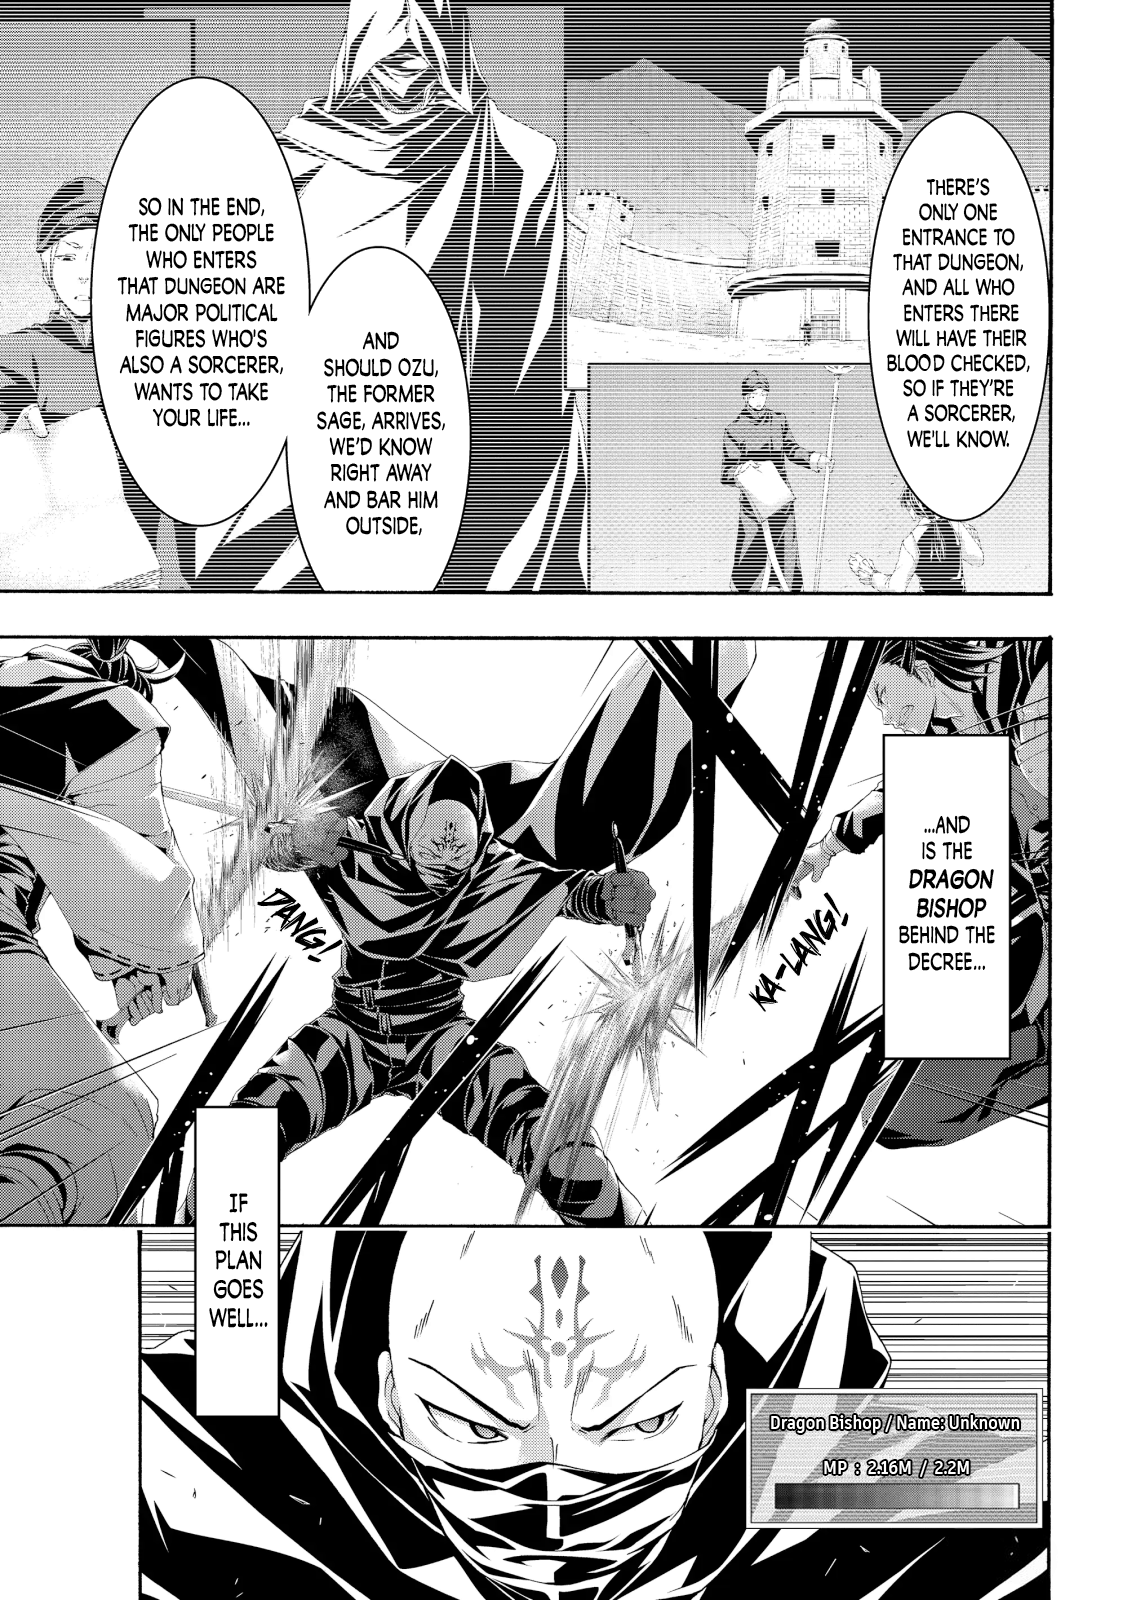 THERE'S
ONLY ONE
ENTRANCE TO
THAT DUNGEON,
AND ALL WHO
ENTERS THERE
WILL HAVE THEIR
BLOOD CHECKED,
SO IF THEY'RE
A SORCERER,
WE'LL KNOW.
AND
SHOULD OZU,
THE FORMER
SAGE, ARRIVES,
WE'D KNOW
RIGHT AWAY
AND BAR HIM
OUTSIDE,
SO IN THE END,
THE ONLY PEOPLE
WHO ENTERS
THAT DUNGEON ARE
MAJOR POLITICAL
FIGURES WHO'S
ALSO A SORCERER,
WANTS TO TAKE
YOUR LIFE...
...AND
IS THE
DRAGON
BISHOP
BEHIND THE
DECREE...
KA-LANG!
DANG!
IF
THIS
PLAN
GOES
WELL...
Dragon Bishop / Name: Unknown
MP : 2.16M / 2.2M